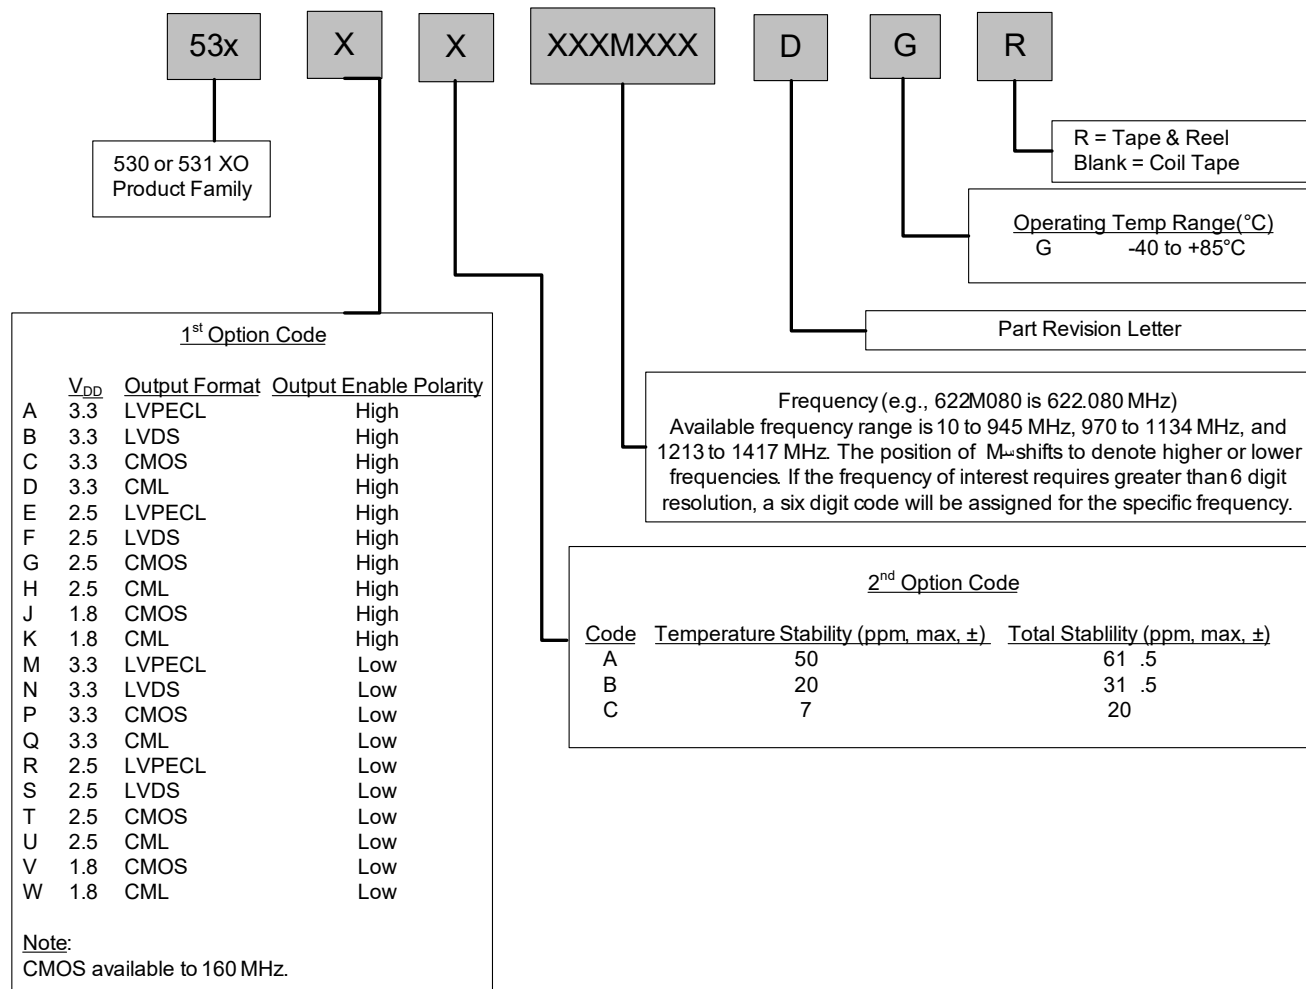 53x X X XXXMXXX D G R
530 or 531 XO
Product Family
R = Tape & Reel
Blank = Coil Tape
Operating Temp Range(°C)
G -40 to +85°C
Part Revision Letter
Frequency (e.g., 622M080 is 622.080 MHz)
Available frequency range is 10 to 945 MHz, 970 to 1134 MHz, and
1213 to 1417 MHz. The position of M shifts to denote higher or lower
frequencies. If the frequency of interest requires greater than 6 digit
resolution, a six digit code will be assigned for the specific frequency.
1st Option Code
VDD Output Format Output Enable Polarity
A 3.3 LVPECL High
B 3.3 LVDS High
C 3.3 CMOS High
D 3.3 CML High
E 2.5 LVPECL High
F 2.5 LVDS High
G 2.5 CMOS High
H 2.5 CML High
J 1.8 CMOS High
K 1.8 CML High
M 3.3 LVPECL Low
N 3.3 LVDS Low
P 3.3 CMOS Low
Q 3.3 CML Low
R 2.5 LVPECL Low
S 2.5 LVDS Low
T 2.5 CMOS Low
U 2.5 CML Low
V 1.8 CMOS Low
W 1.8 CML Low
Note:
CMOS available to 160 MHz.
2nd Option Code
Code Temperature Stability (ppm, max, ±) Total Stablility (ppm, max, ±)
A 50 61 .5
B 20 31 .5
C 7 20